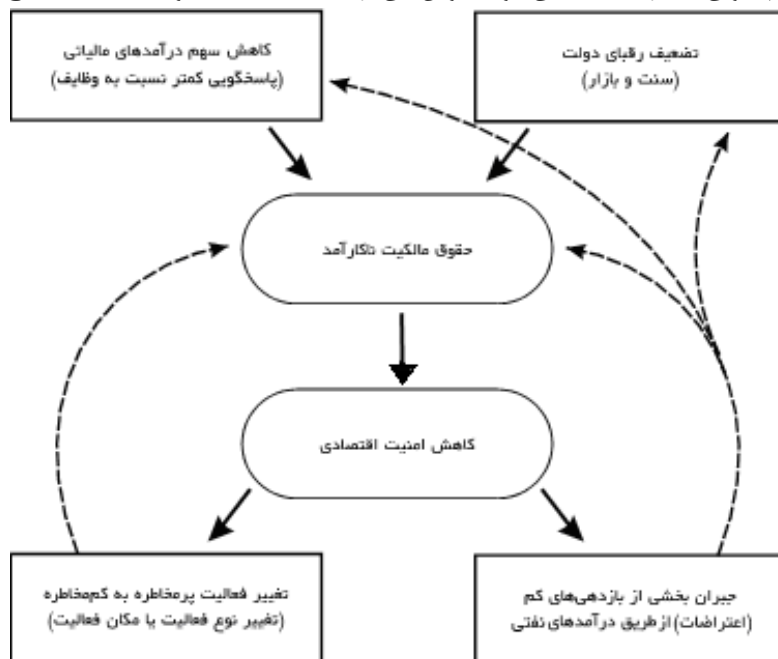 تضعیف رقبای دولت
(سنت و بازار)
کاهش سهم درآمدهای مالیاتی
(پاسخگویی کمتر نسبت به وظایف)
حقوق مالکیت ناکارآمد
کاهش امنیت اقتصادی
جبران بخشی از بازدهی‌های کم
(اعتراضات) از طریق درآمدهای نفتی
تغییر فعالیت پرمخاطره به کم‌مخاطره
(تغییر نوع فعالیت یا مکان فعالیت)